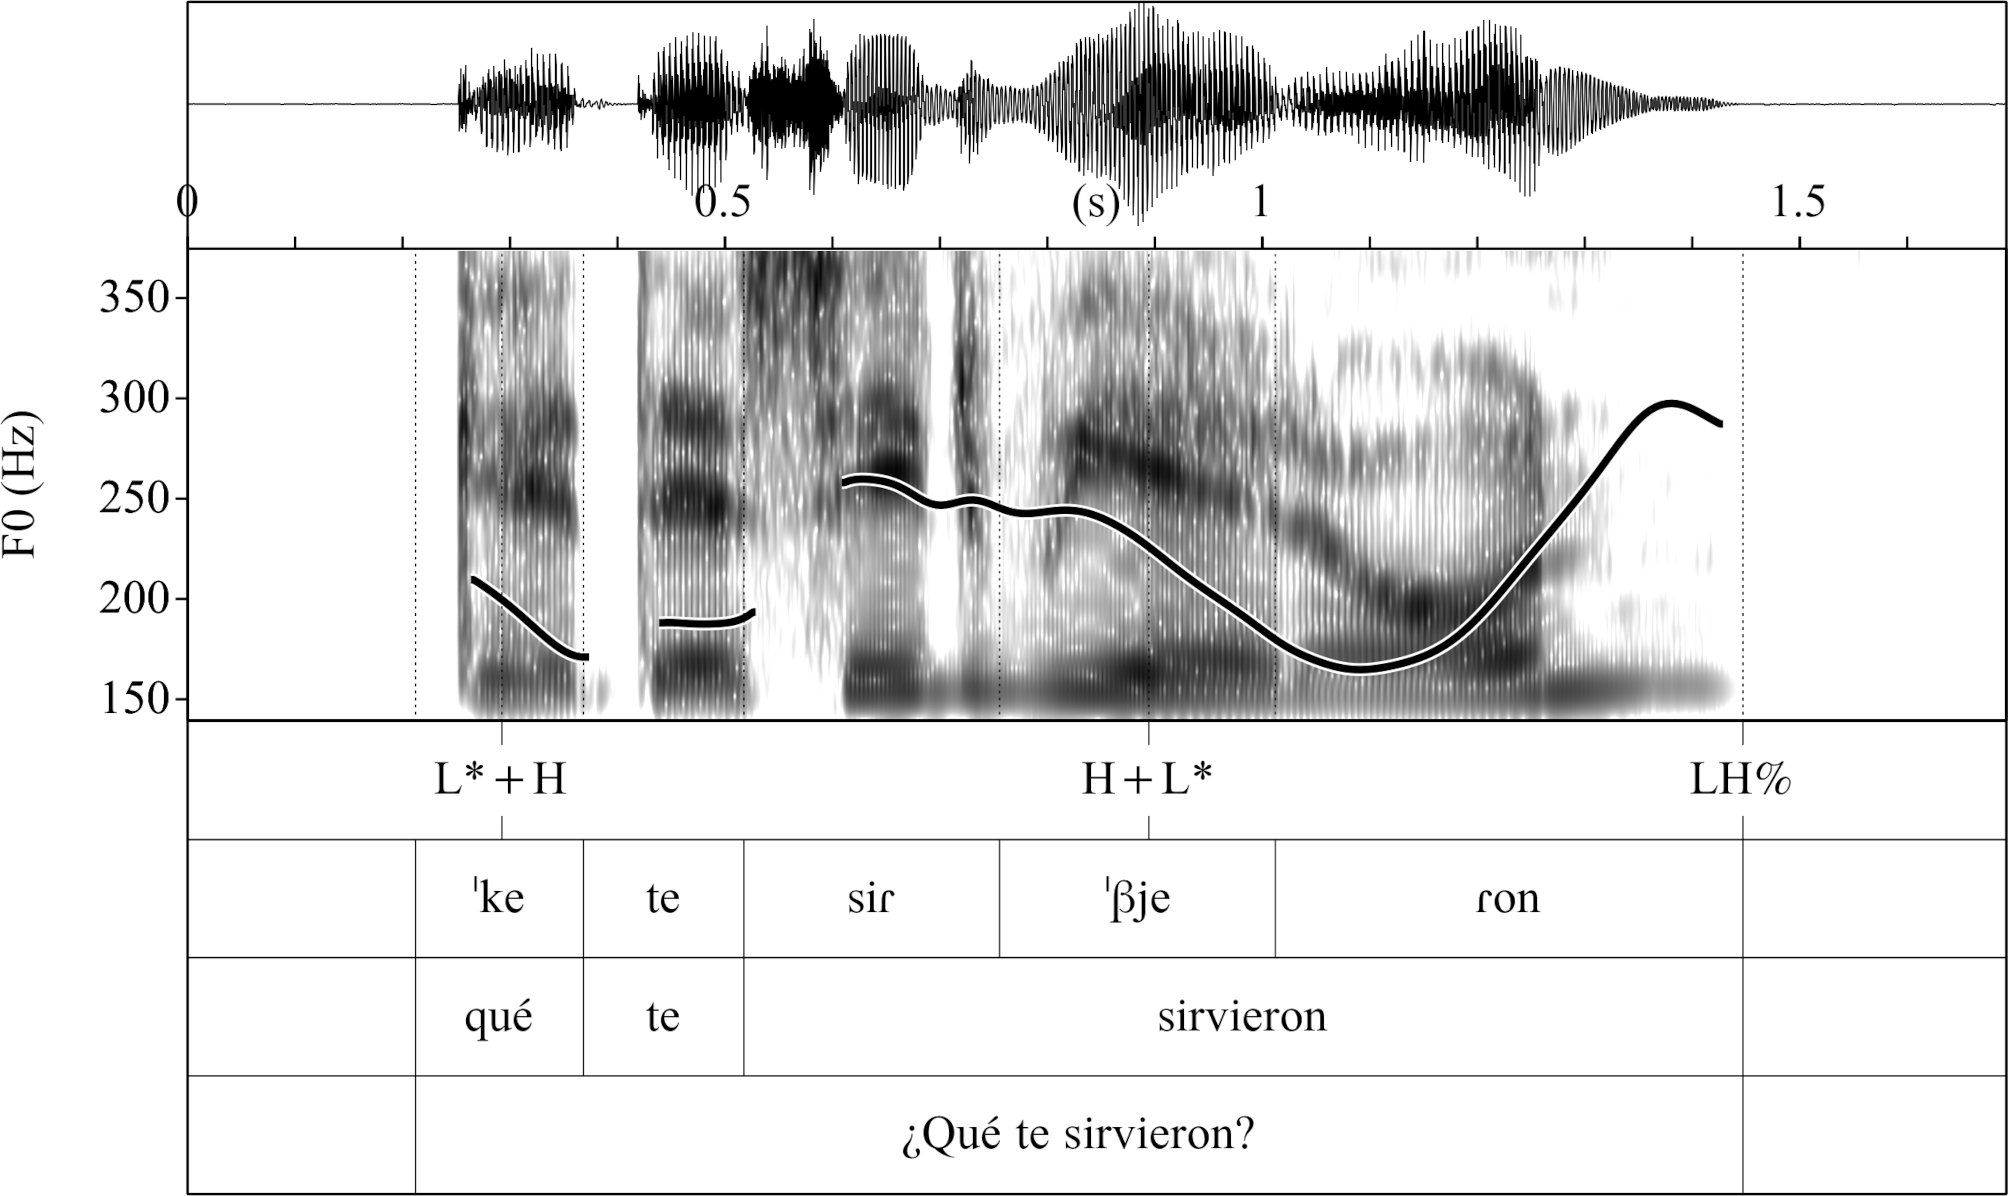 0 0.5 (s) 1 1.5
F0 (Hz)
350
300
250
200
150
L*+H H+L* LH%
ˈke te siɾ ˈβje ɾon
qué te sirvieron
¿Qué te sirvieron?